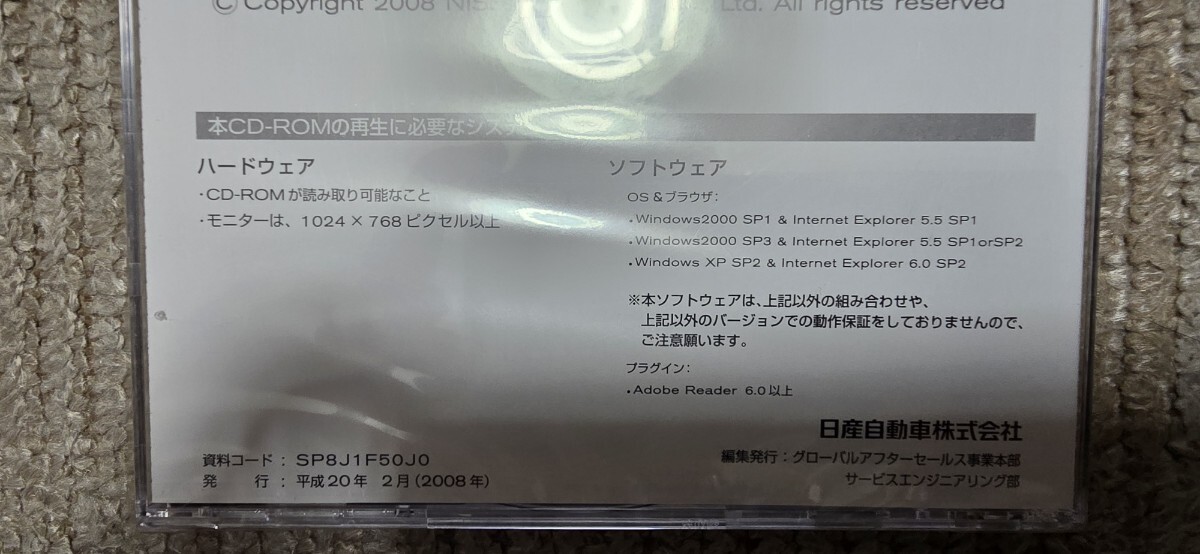 © Copyright 2008 NIS Ltd. All rights reserved
本CD-ROMの再生に必要なシステ
ハードウェア
・CD-ROMが読み取り可能なこと
・モニターは、1024×768ピクセル以上
ソフトウェア
OS&ブラウザ:
・Windows2000 SP1 & Internet Explorer 5.5 SP1
・Windows2000 SP3 & Internet Explorer 5.5 SP1orSP2
・Windows XP SP2 & Internet Explorer 6.0 SP2
※本ソフトウェアは、上記以外の組み合わせや、
上記以外のバージョンでの動作保証をしておりませんので、
ご注意願います。
プラグイン:
・Adobe Reader 6.0以上
日産自動車株式会社
編集発行:グローバルアフターセールス事業本部
サービスエンジニアリング部
資料コード:SP8J1F50J0
発 行:平成20年 2月(2008年)